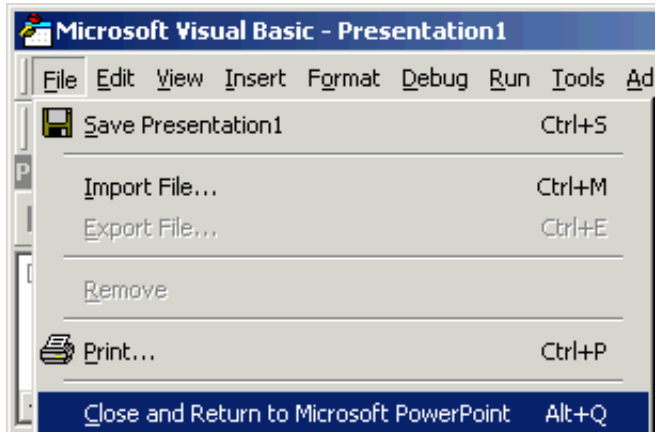 Microsoft Visual Basic - Presentation1
File Edit View Insert Format Debug Run Tools Ad
Save Presentation1 Ctrl+S
Import File... Ctrl+M
Export File... Ctrl+E
Remove
Print... Ctrl+P
Close and Return to Microsoft PowerPoint Alt+Q